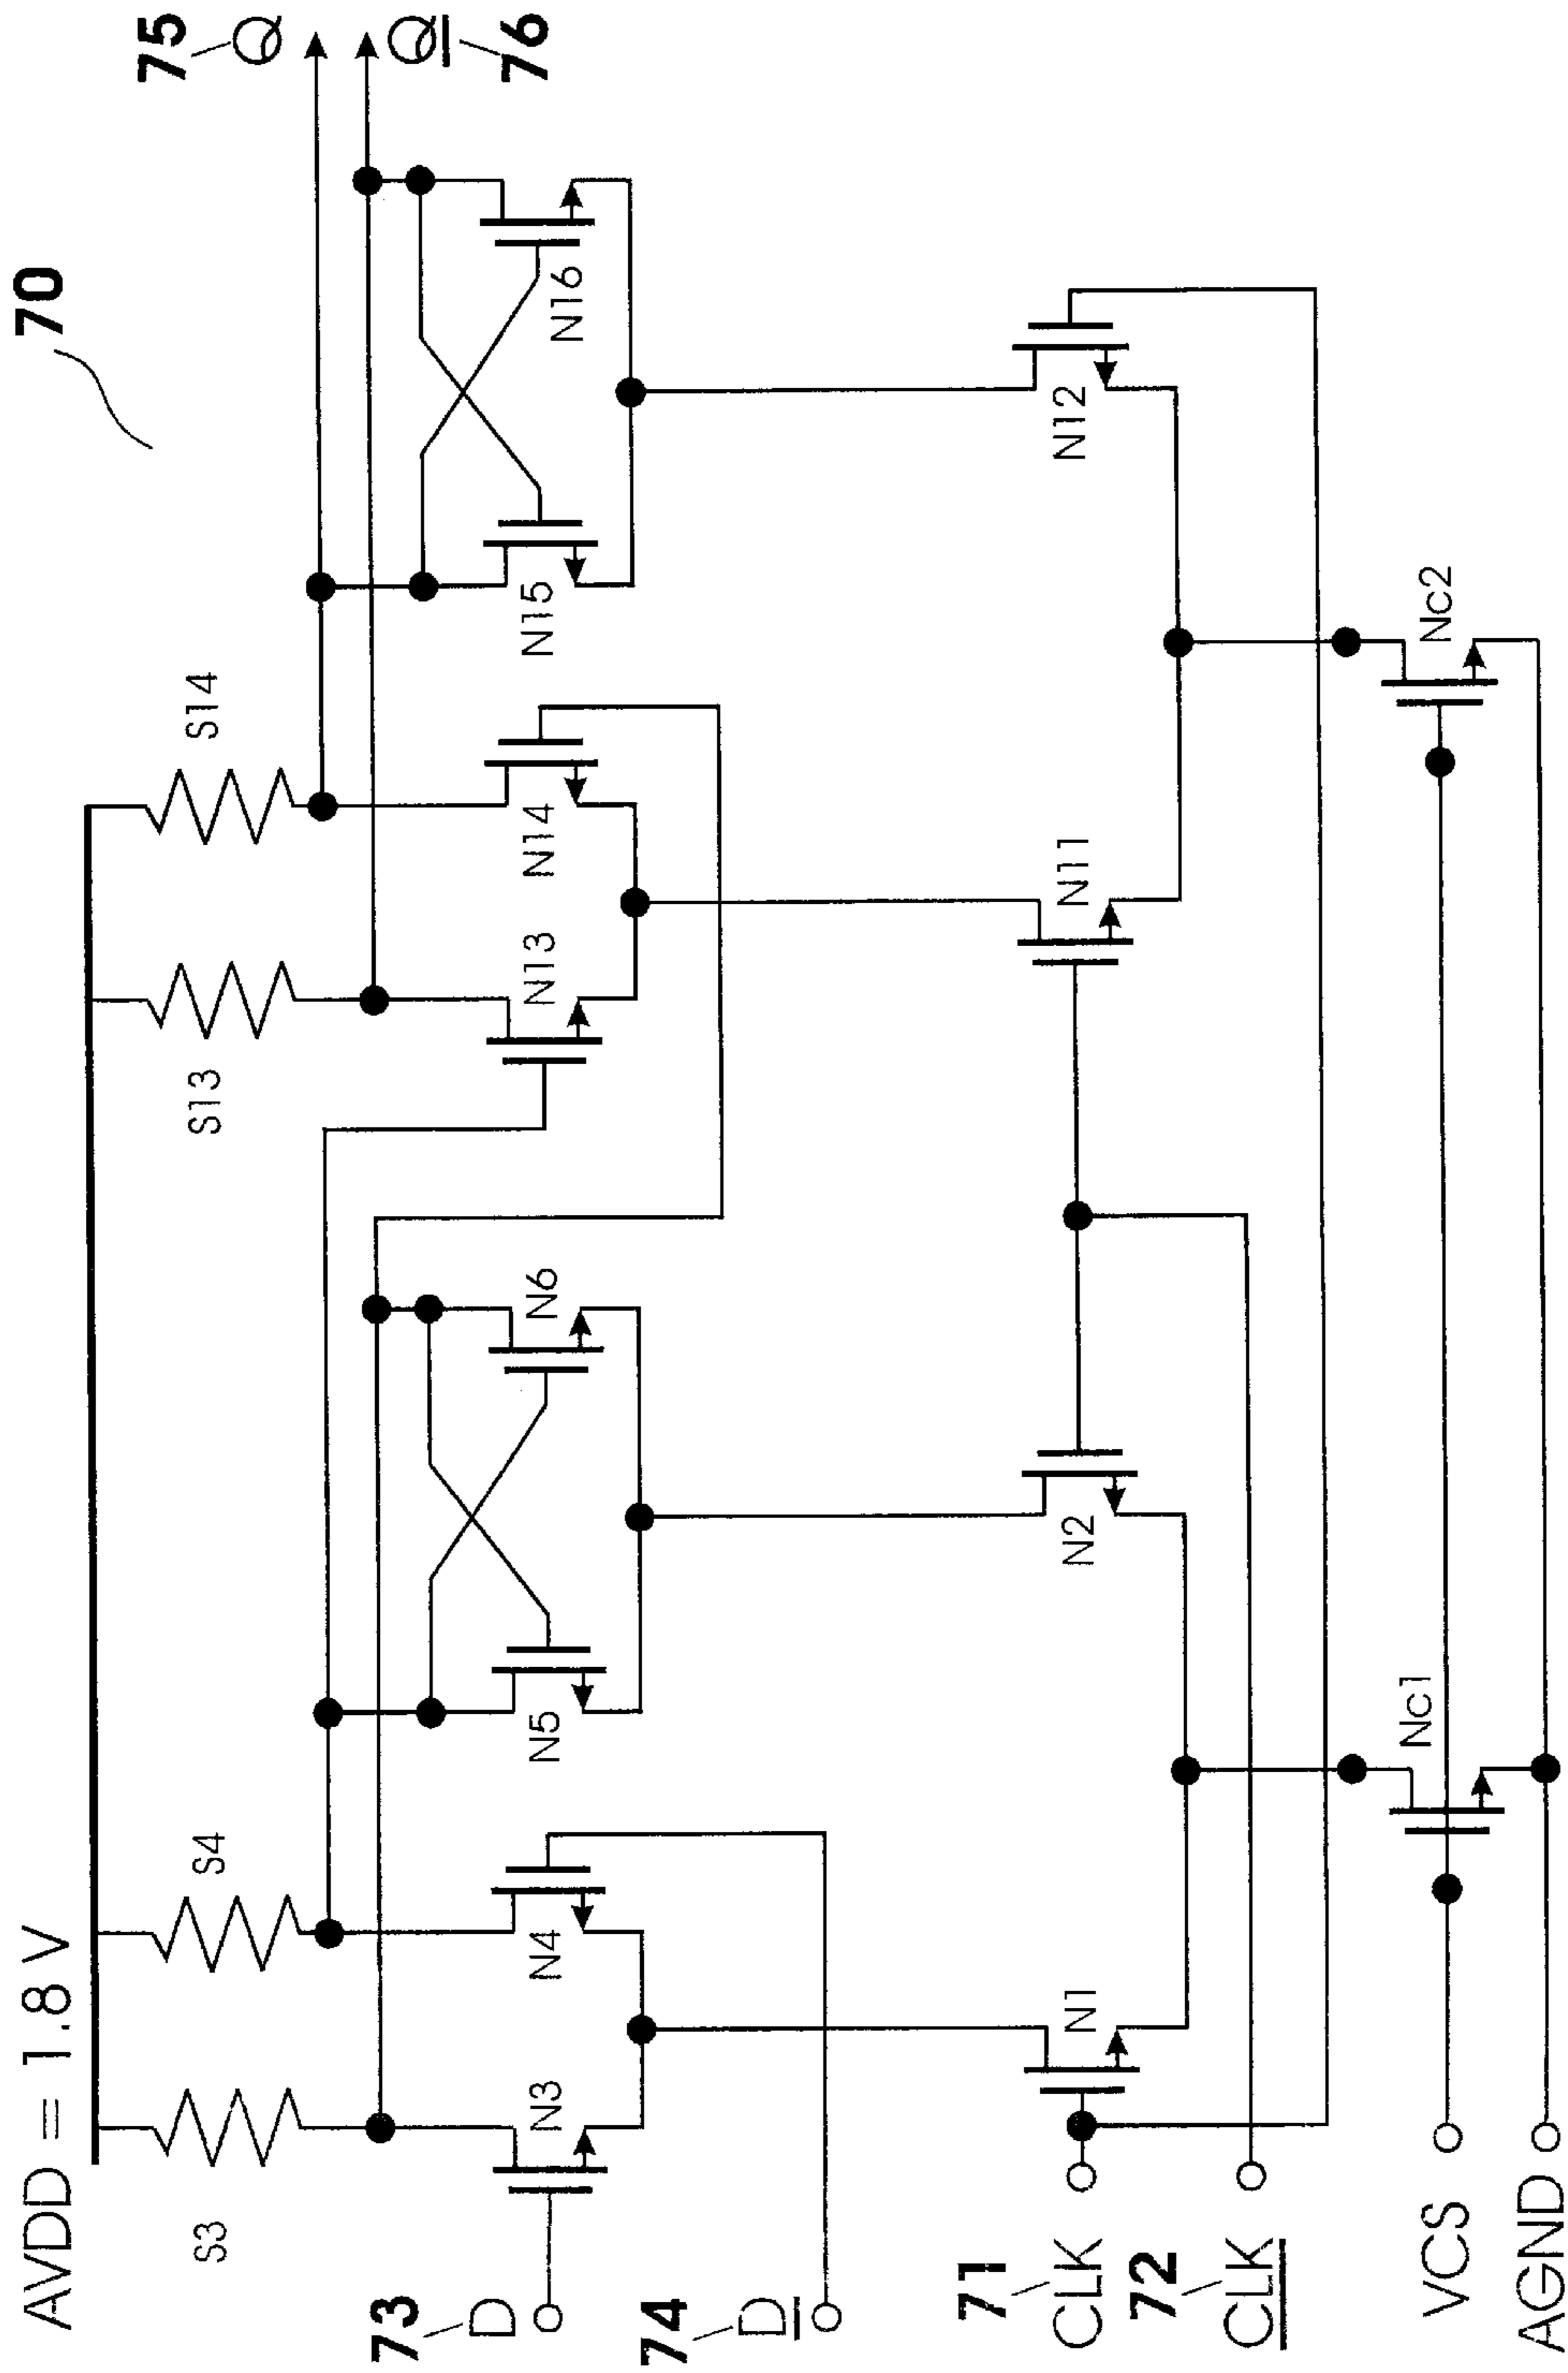 70
AVDD = 1.8 V
S3
S4
S13
S14
75
Q
Q
76
N3
N4
N5
N6
N13
N14
N15
N16
73
D
74
D
N1
N2
N11
N12
71
CLK
72
CLK
Nc1
Nc2
VCS
AGND